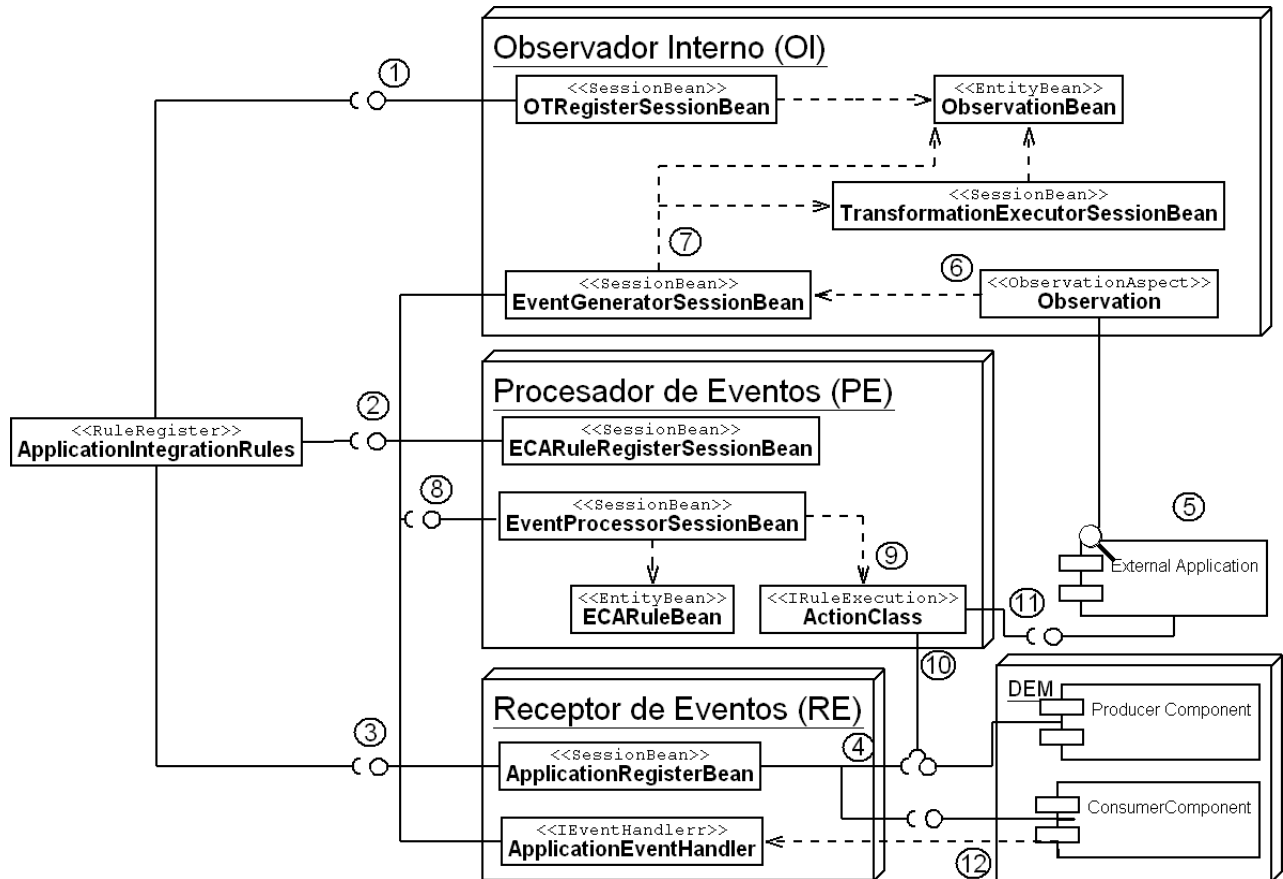 Observador Interno (OI)
1
<<SessionBean>>
OTRegisterSessionBean
<<EntityBean>>
ObservationBean
<<SessionBean>>
TransformationExecutorSessionBean
7
6
<<SessionBean>>
EventGeneratorSessionBean
<<ObservationAspect>>
Observation
Procesador de Eventos (PE)
2
<<RuleRegister>>
ApplicationIntegrationRules
<<SessionBean>>
ECARuleRegisterSessionBean
8
<<SessionBean>>
EventProcessorSessionBean
5
9
External Application
<<EntityBean>>
ECARuleBean
<<IRuleExecution>>
ActionClass
11
10
Receptor de Eventos (RE)
DEM
Producer Component
3
4
<<SessionBean>>
ApplicationRegisterBean
ConsumerComponent
<<IEventHandlerr>>
ApplicationEventHandler
12